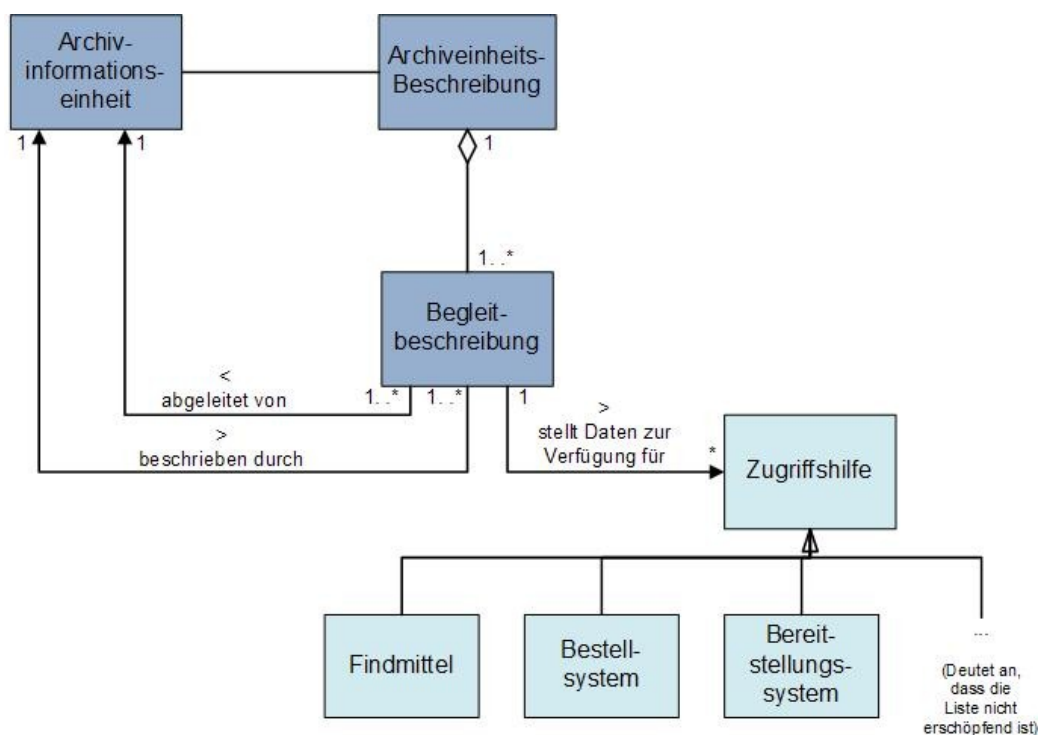 Archiv-
informations-
einheit
Archiveinheits-
Beschreibung
1
1
1
1. .*
Begleit-
beschreibung
<
abgeleitet von
1..*
1..*
1
>
beschrieben durch
>
stellt Daten zur
Verfügung für
*
Zugriffshilfe
Findmittel
Bestell-
system
Bereit-
stellungs-
system
...
(Deutet an,
dass die
Liste nicht
erschöpfend ist)